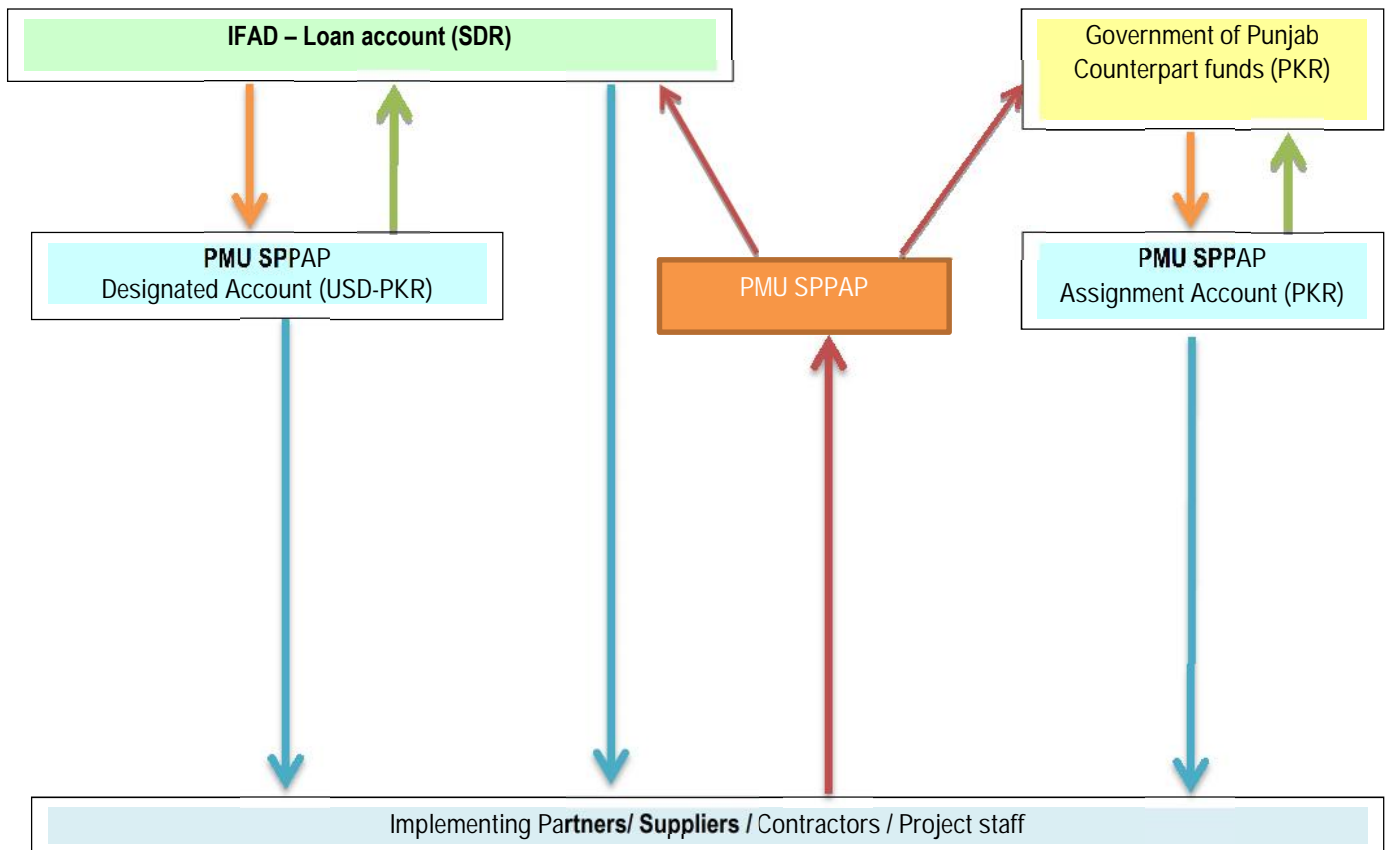 IFAD – Loan account (SDR)
Government of Punjab
Counterpart funds (PKR)
PMU SPPAP
Designated Account (USD-PKR)
PMU SPPAP
PMU SPPAP
Assignment Account (PKR)
Implementing Partners/ Suppliers / Contractors / Project staff